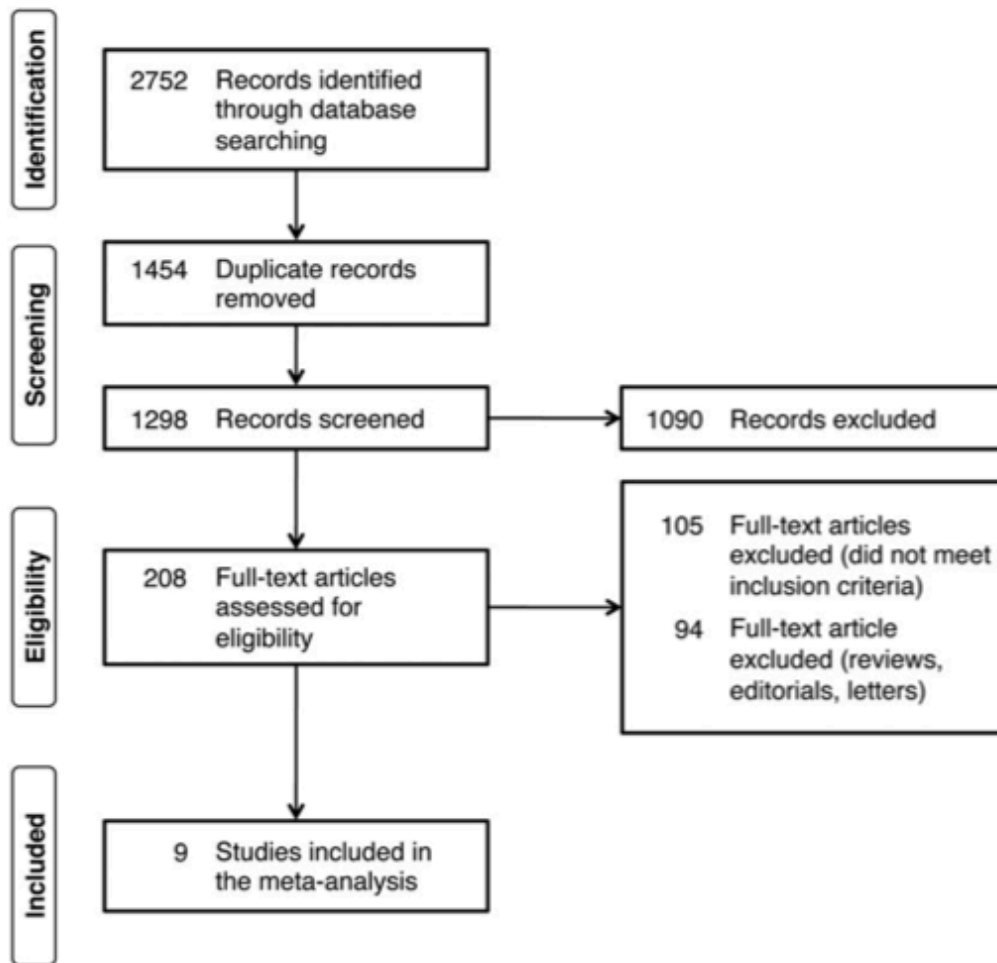 Identification
2752 Records identified
through database
searching
Screening
1454 Duplicate records
removed
1298 Records screened
1090 Records excluded
Eligibility
208 Full-text articles
assessed for
eligibility
105 Full-text articles
excluded (did not meet
inclusion criteria)
94 Full-text article
excluded (reviews,
editorials, letters)
Included
9 Studies included in
the meta-analysis